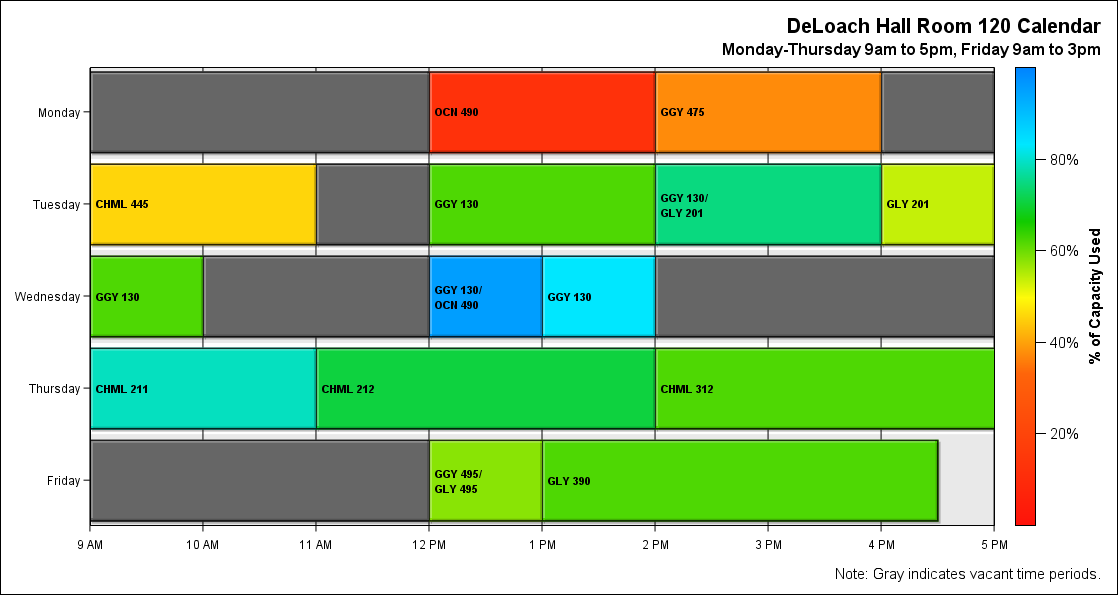 DeLoach Hall Room 120 Calendar
Monday-Thursday 9am to 5pm, Friday 9am to 3pm
Monday
OCN 490
GGY 475
Tuesday
CHML 445
GGY 130
GGY 130/
GLY 201
GLY 201
Wednesday
GGY 130
GGY 130/
OCN 490
GGY 130
Thursday
CHML 211
CHML 212
CHML 312
Friday
GGY 495/
GLY 495
GLY 390
9 AM
10 AM
11 AM
12 PM
1 PM
2 PM
3 PM
4 PM
5 PM
80%
60%
40%
20%
% of Capacity Used
Note: Gray indicates vacant time periods.